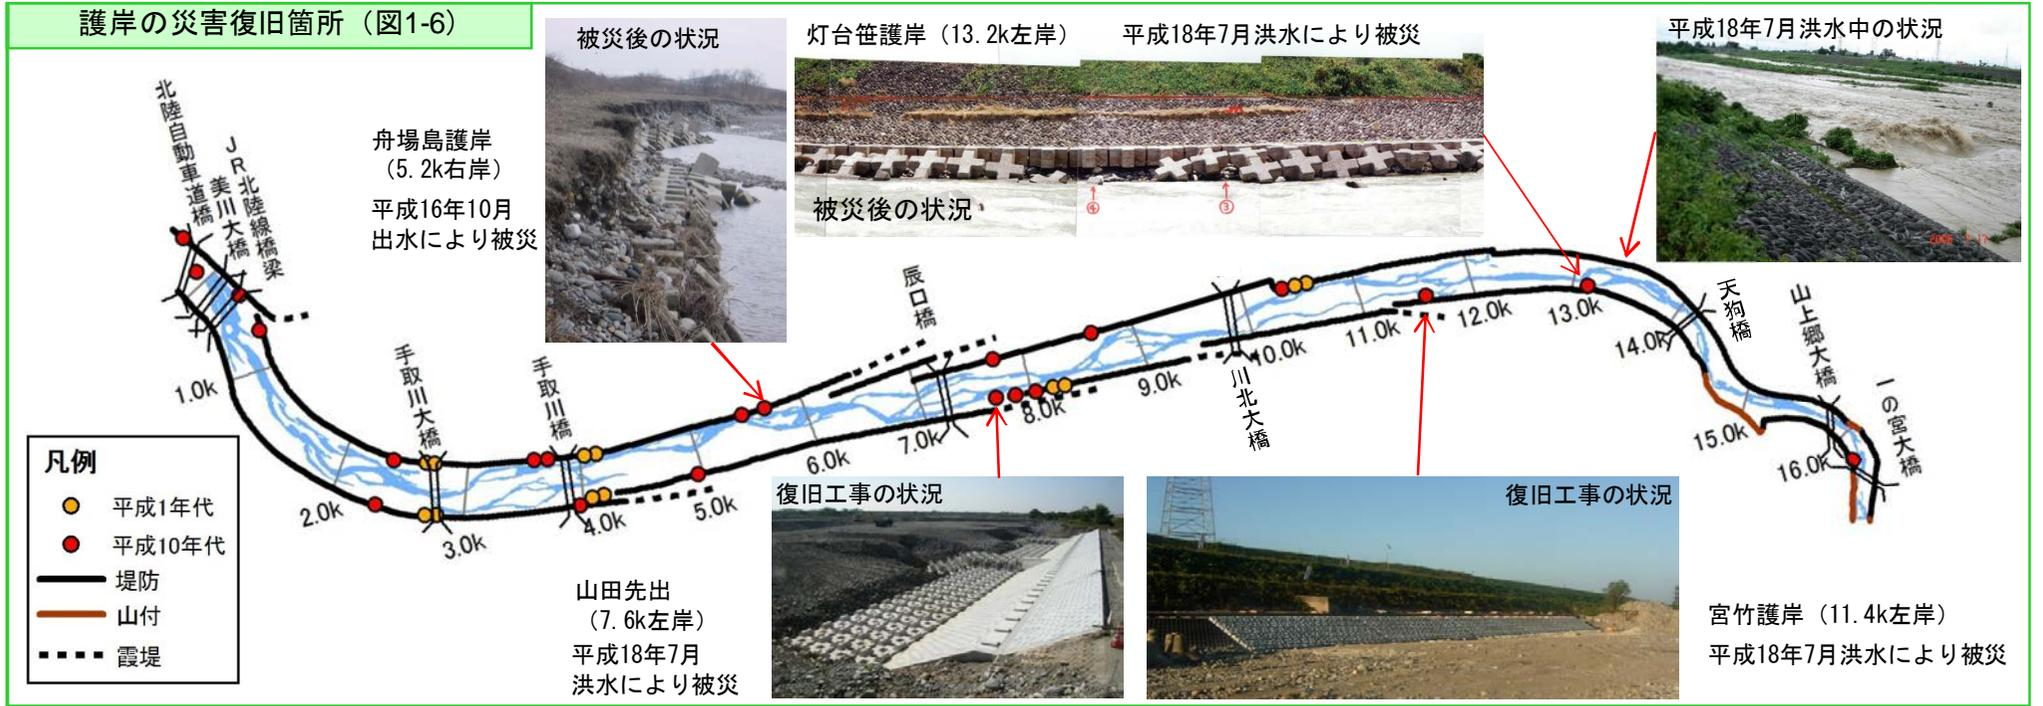 護岸の災害復旧箇所（図1-6）
被災後の状況
灯台笹護岸（13.2k左岸）
平成18年7月洪水により被災
平成18年7月洪水中の状況
舟場島護岸
（5.2k右岸）
平成16年10月
出水により被災
被災後の状況
④
③
2006 7 17
北陸自動車道橋
美川大橋
JR北陸線橋梁
手取川大橋
手取川橋
辰口橋
川北大橋
天狗橋
山上郷大橋
一の宮大橋
1.0k
2.0k
3.0k
4.0k
5.0k
6.0k
7.0k
8.0k
9.0k
10.0k
11.0k
12.0k
13.0k
14.0k
15.0k
16.0k
凡例
平成1年代
平成10年代
堤防
山付
霞堤
山田先出
（7.6k左岸）
平成18年7月
洪水により被災
復旧工事の状況
復旧工事の状況
宮竹護岸（11.4k左岸）
平成18年7月洪水により被災